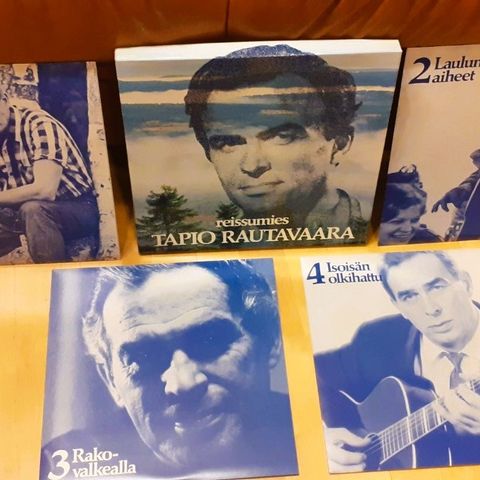 reissumies
TAPIO RAUTAVAARA
2 Laulun
aiheet
3 Rako-
valkealla
4 Isoisän
olkihattu